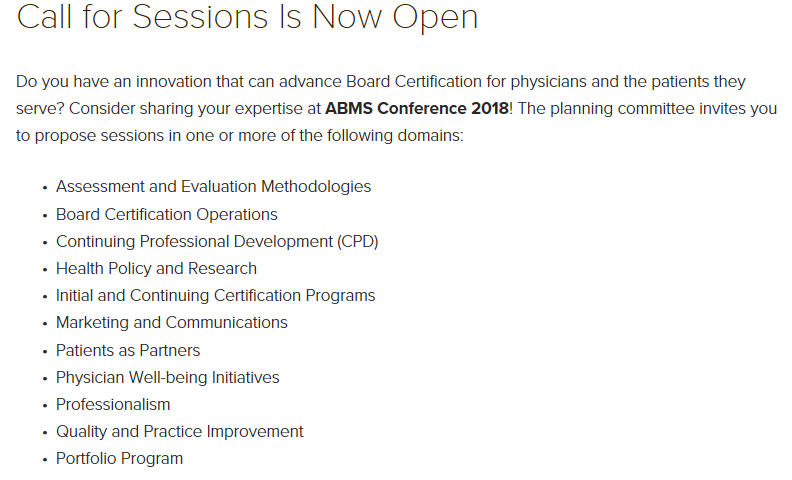 Call for Sessions Is Now Open
Do you have an innovation that can advance Board Certification for physicians and the patients they
serve? Consider sharing your expertise at ABMS Conference 2018! The planning committee invites you
to propose sessions in one or more of the following domains:
• Assessment and Evaluation Methodologies
• Board Certification Operations
• Continuing Professional Development (CPD)
• Health Policy and Research
• Initial and Continuing Certification Programs
• Marketing and Communications
• Patients as Partners
• Physician Well-being Initiatives
• Professionalism
• Quality and Practice Improvement
• Portfolio Program